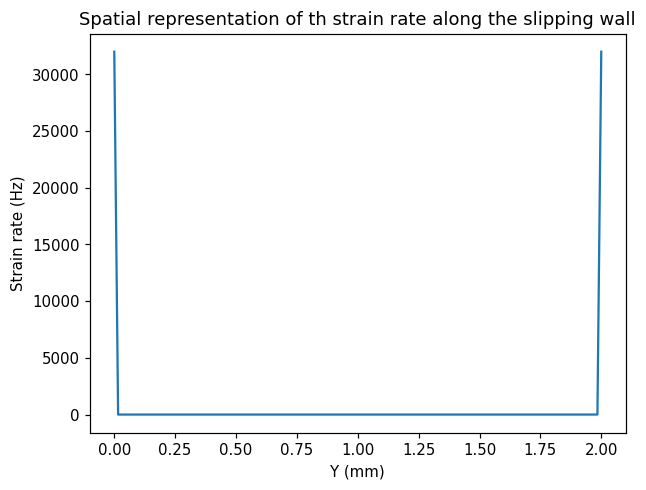 Spatial representation of th strain rate along the slipping wall
30000
25000
20000
15000
10000
5000
0
Strain rate (Hz)
0.00 0.25 0.50 0.75 1.00 1.25 1.50 1.75 2.00
Y (mm)